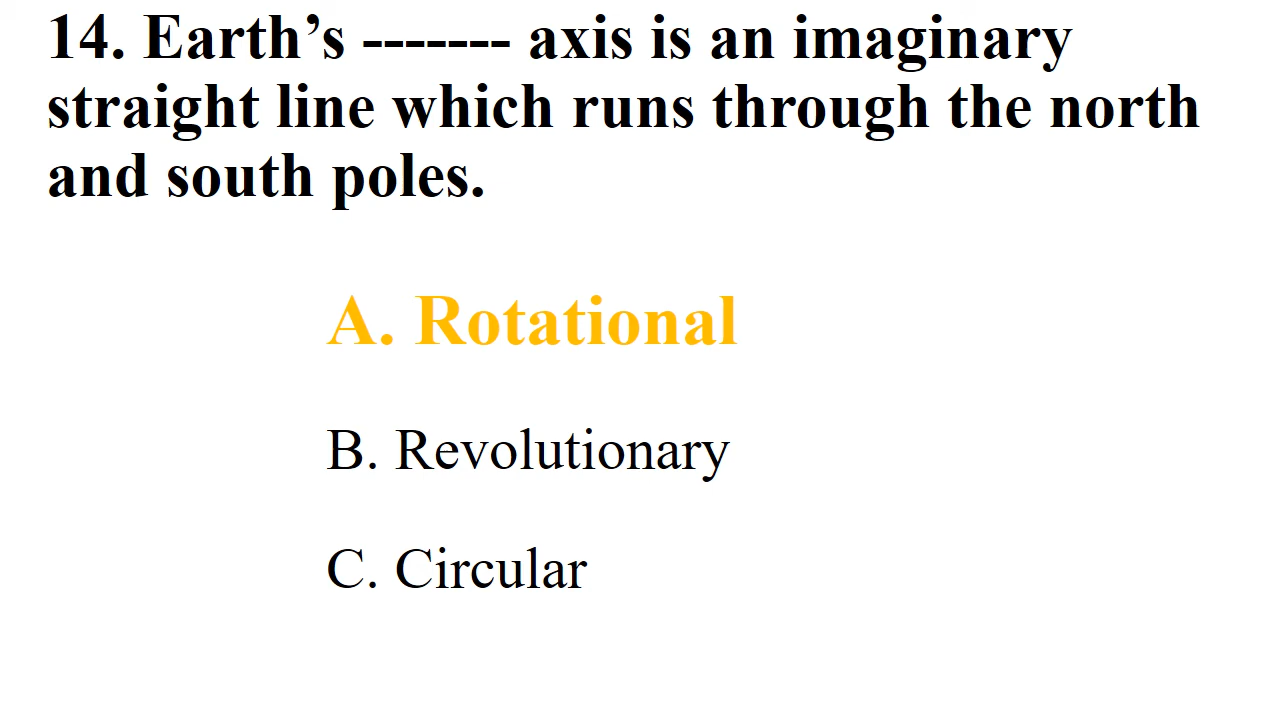 14. Earth’s ------- axis is an imaginary
straight line which runs through the north
and south poles.
A. Rotational
B. Revolutionary
C. Circular